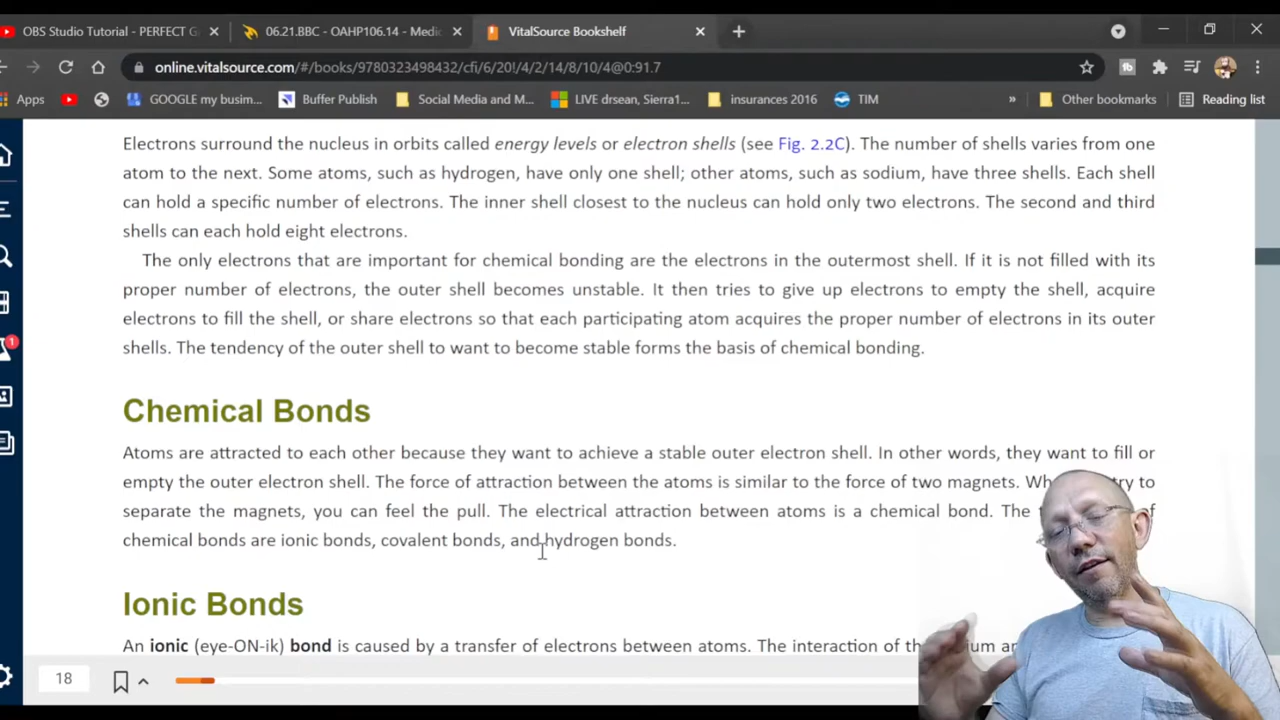 OBS Studio Tutorial - PERFECT G
06.21.BBC - OAHP106.14 - Medic
VitalSource Bookshelf
online.vitalsource.com/#/books/9780323498432/cfi/6/20!/4/2/14/8/10/4@0:91.7
Apps
GOOGLE my busim...
Buffer Publish
Social Media and M...
LIVE drsean, Sierra1...
insurances 2016
TIM
»
Other bookmarks
Reading list
Electrons surround the nucleus in orbits called energy levels or electron shells (see Fig. 2.2C). The number of shells varies from one
atom to the next. Some atoms, such as hydrogen, have only one shell; other atoms, such as sodium, have three shells. Each shell
can hold a specific number of electrons. The inner shell closest to the nucleus can hold only two electrons. The second and third
shells can each hold eight electrons.
The only electrons that are important for chemical bonding are the electrons in the outermost shell. If it is not filled with its
proper number of electrons, the outer shell becomes unstable. It then tries to give up electrons to empty the shell, acquire
electrons to fill the shell, or share electrons so that each participating atom acquires the proper number of electrons in its outer
shells. The tendency of the outer shell to want to become stable forms the basis of chemical bonding.
Chemical Bonds
Atoms are attracted to each other because they want to achieve a stable outer electron shell. In other words, they want to fill or
empty the outer electron shell. The force of attraction between the atoms is similar to the force of two magnets. try to
separate the magnets, you can feel the pull. The electrical attraction between atoms is a chemical bond. The of
chemical bonds are ionic bonds, covalent bonds, and hydrogen bonds.
Ionic Bonds
An ionic (eye-ON-ik) bond is caused by a transfer of electrons between atoms. The interaction of
1
18